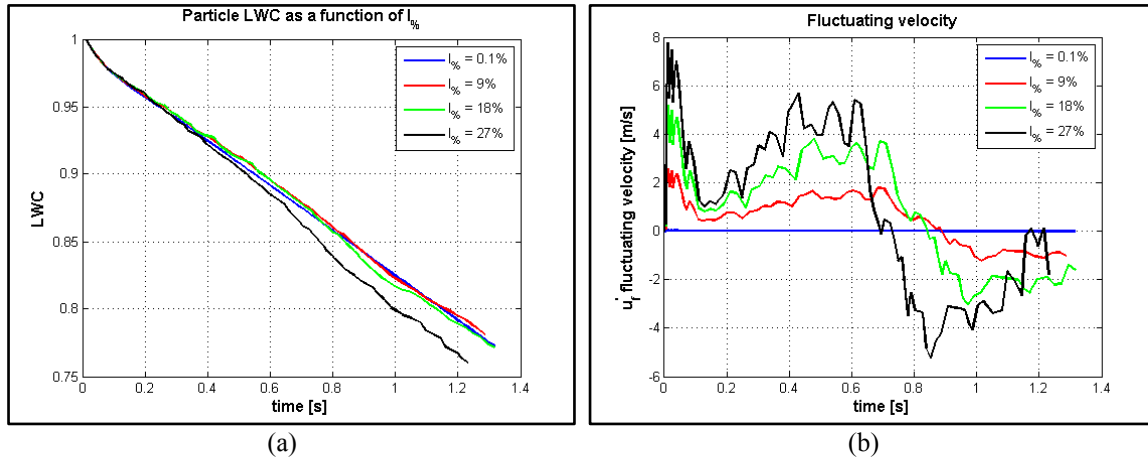 Particle LWC as a function of I%
1
0.95
0.9
0.85
0.8
0.75
LWC
I% = 0.1%
I% = 9%
I% = 18%
I% = 27%
0 0.2 0.4 0.6 0.8 1 1.2 1.4
time [s]
(a)
Fluctuating velocity
8
6
4
2
0
-2
-4
-6
u'f fluctuating velocity [m/s]
I% = 0.1%
I% = 9%
I% = 18%
I% = 27%
0 0.2 0.4 0.6 0.8 1 1.2 1.4
time [s]
(b)